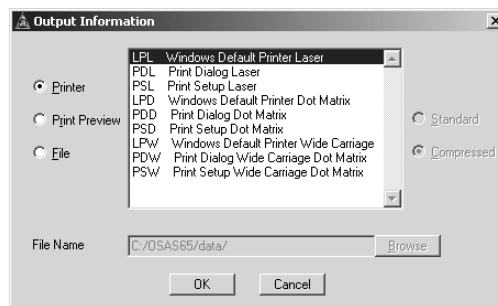 Output Information
LPL Windows Default Printer Laser
PDL Print Dialog Laser
PSL Print Setup Laser
LPD Windows Default Printer Dot Matrix
PDD Print Dialog Dot Matrix
PSD Print Setup Dot Matrix
LPW Windows Default Printer Wide Carriage
PDW Print Dialog Wide Carriage Dot Matrix
PSW Print Setup Wide Carriage Dot Matrix
Printer
Print Preview
File
Standard
Compressed
File Name C:/OSAS65/data/ Browse
OK Cancel